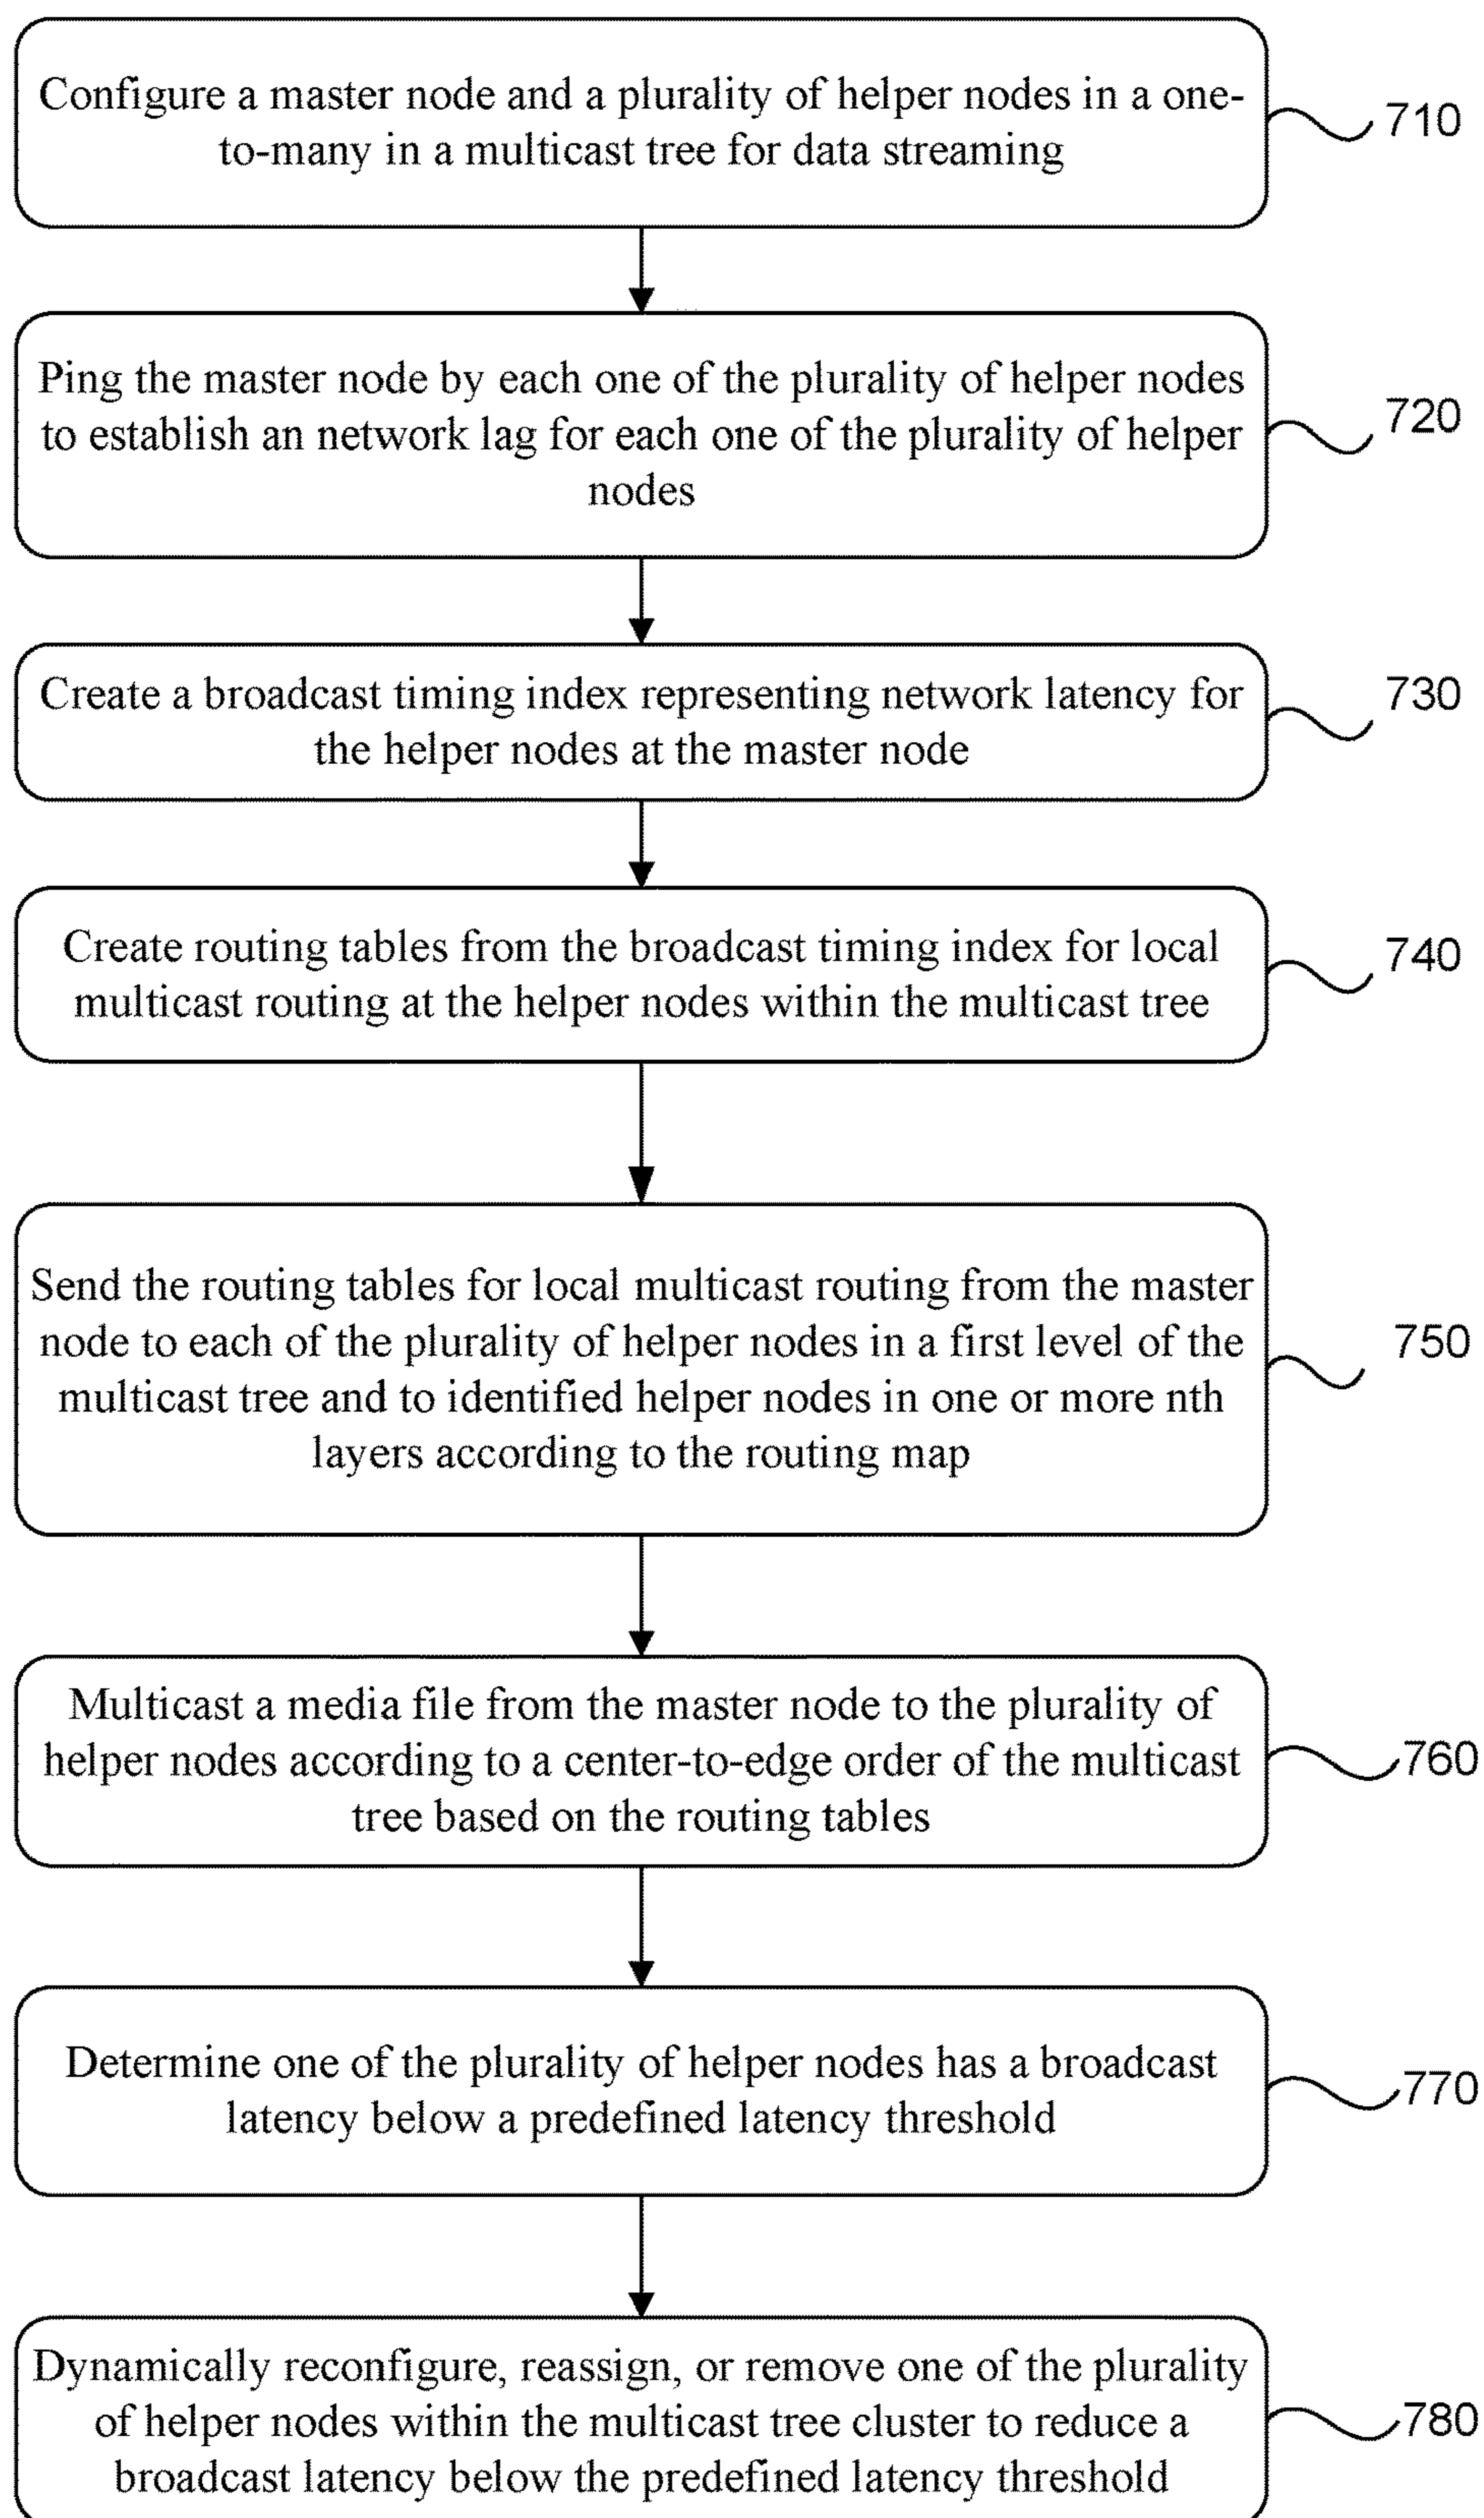 Configure a master node and a plurality of helper nodes in a one-
to-many in a multicast tree for data streaming
710
Ping the master node by each one of the plurality of helper nodes
to establish an network lag for each one of the plurality of helper
nodes
720
Create a broadcast timing index representing network latency for
the helper nodes at the master node
730
Create routing tables from the broadcast timing index for local
multicast routing at the helper nodes within the multicast tree
740
Send the routing tables for local multicast routing from the master
node to each of the plurality of helper nodes in a first level of the
multicast tree and to identified helper nodes in one or more nth
layers according to the routing map
750
Multicast a media file from the master node to the plurality of
helper nodes according to a center-to-edge order of the multicast
tree based on the routing tables
760
Determine one of the plurality of helper nodes has a broadcast
latency below a predefined latency threshold
770
Dynamically reconfigure, reassign, or remove one of the plurality
of helper nodes within the multicast tree cluster to reduce a
broadcast latency below the predefined latency threshold
780